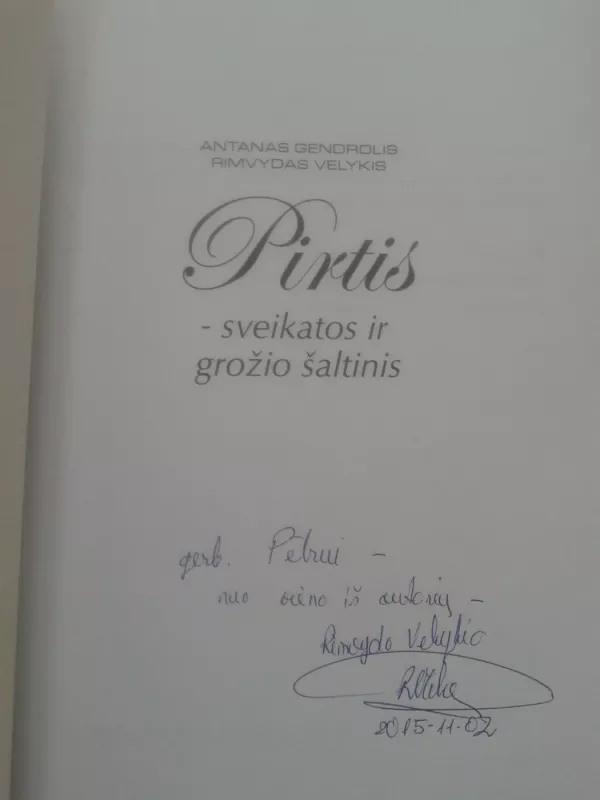 ANTANAS GENDROLIS
RIMVYDAS VELYKIS
Pirtis
- sveikatos ir
grožio šaltinis
gerb. Petrui -
nuo vieno iš autorių -
Rimvydo Velykio
2015-11-02